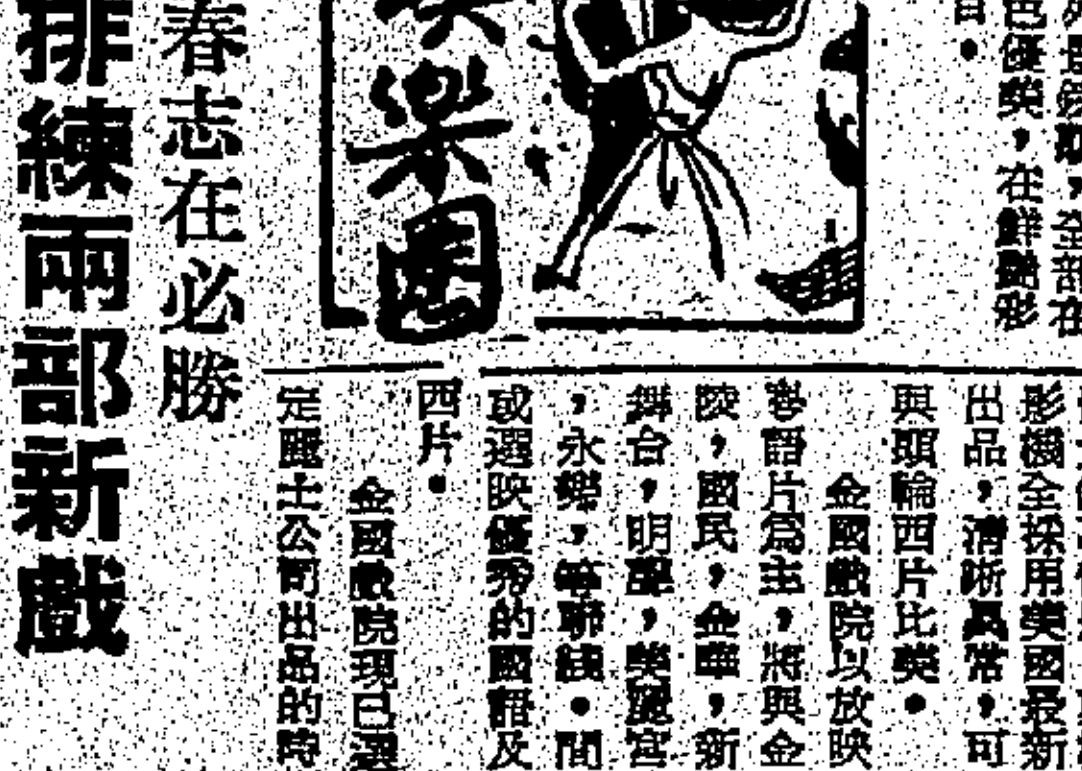 色優美，在鮮艷彩
影機全採用美國最新
出品，清晰異常，可
與頭輪西片比美。
金國戲院以放映
粵語片為主，將與金
陵，國民，金華，新
舞台，明星，美麗宮
，永樂，等聯線。間
或選映優秀的國語及
西片。
金國戲院現已選
定麗士公司出品的時
樂園
春志在必勝
排練兩部新戲